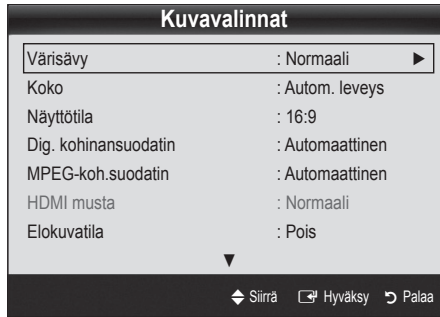 Kuvavalinnat
Värisävy : Normaali ►
Koko : Autom. leveys
Näyttötila : 16:9
Dig. kohinansuodatin : Automaattinen
MPEG-koh.suodatin : Automaattinen
HDMI musta : Normaali
Elokuvatila : Pois
▼
Siirrä Hyväksy Palaa